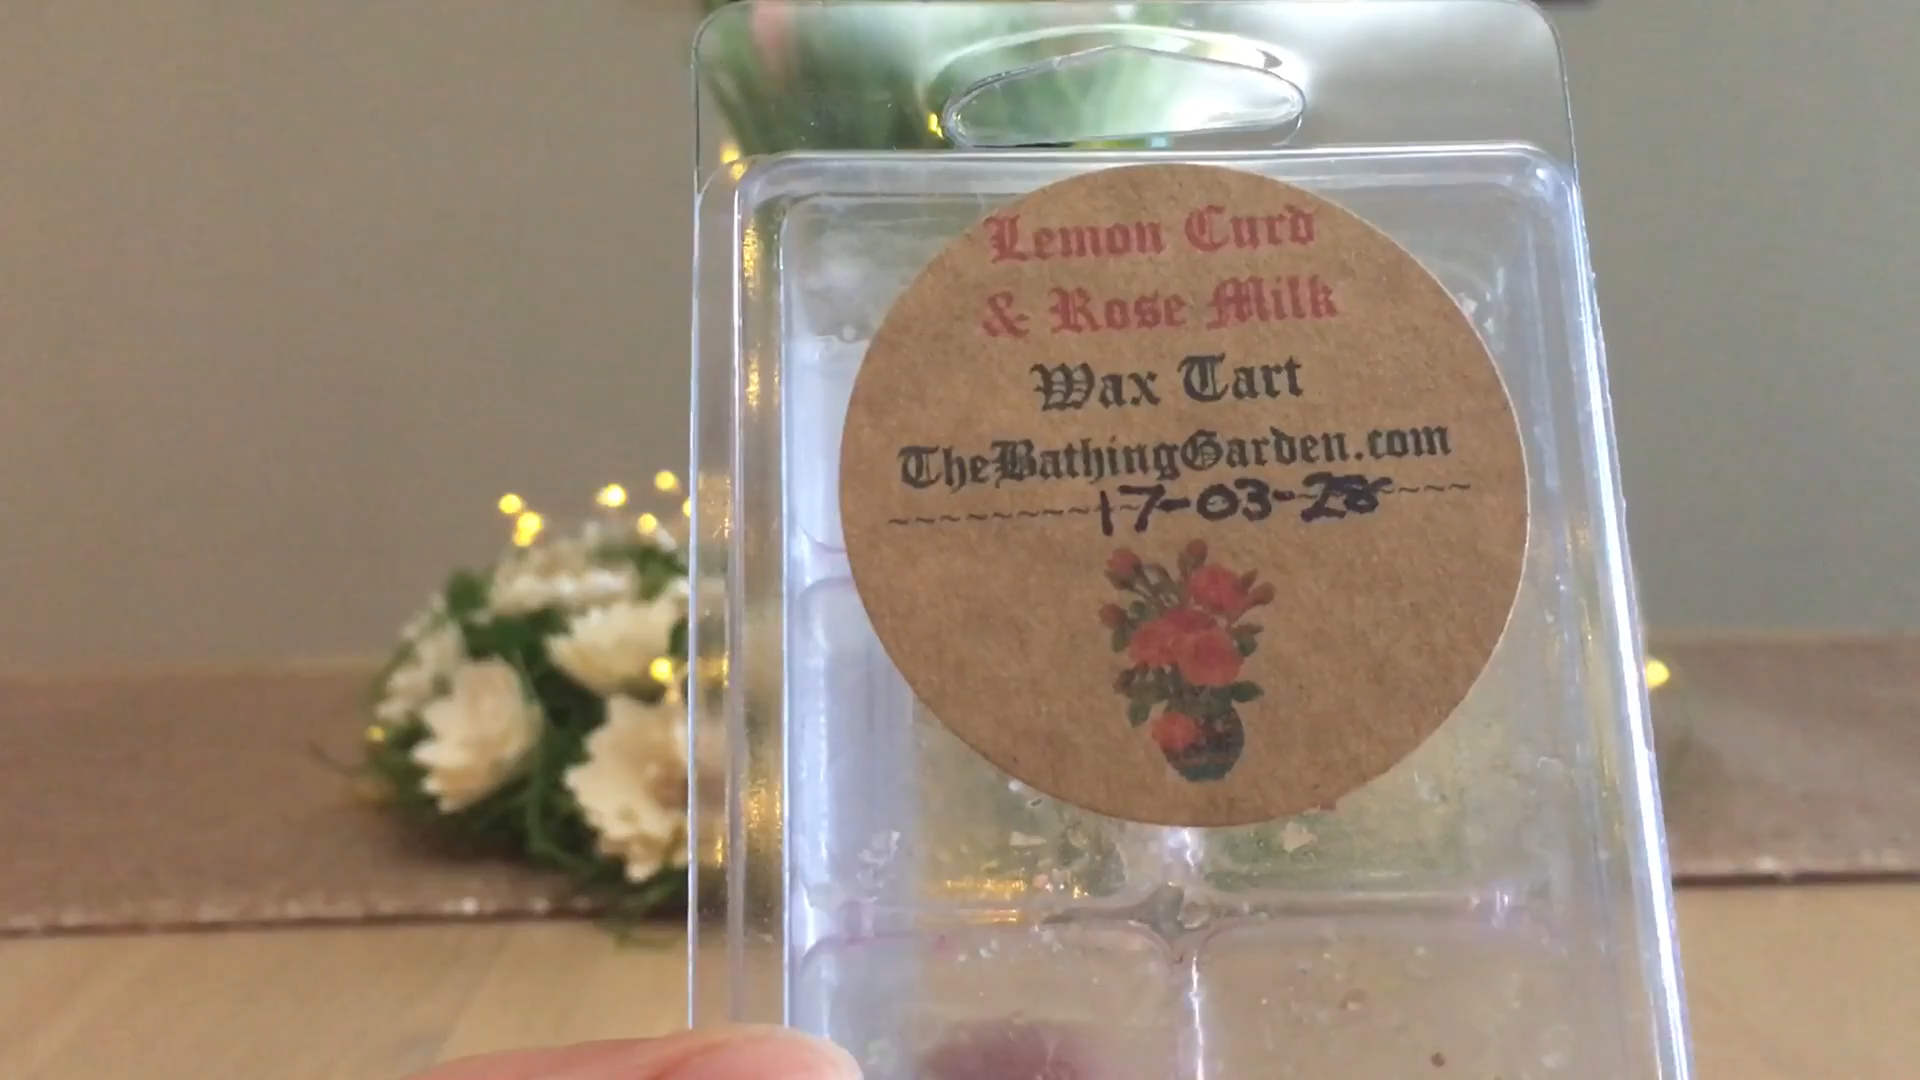 Lemon Curd
& Rose Milk
Wax Tart
TheBathingGarden.com
17-03-28